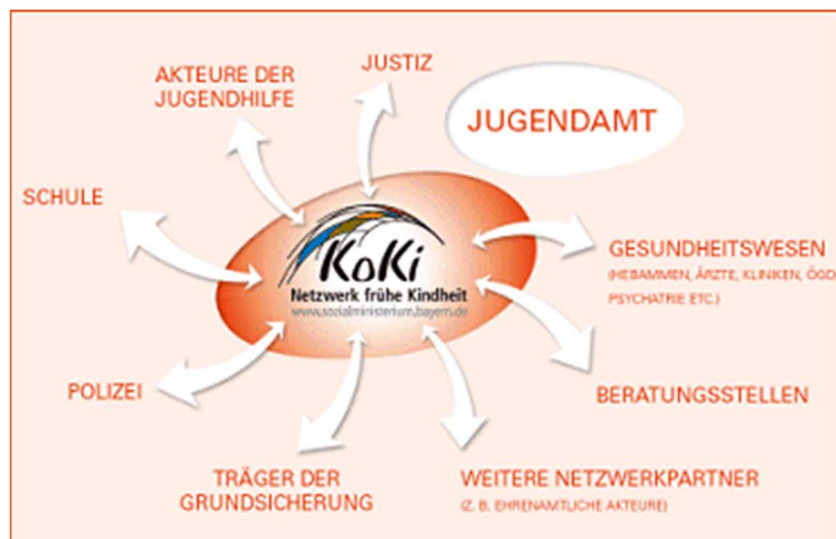 JUSTIZ
AKTEURE DER
JUGENDHILFE
JUGENDAMT
SCHULE
KoKi
Netzwerk frühe Kindheit
www.sozialministerium.bayern.de
GESUNDHEITSWESEN
(HEBAMMEN, ÄRZTE, KLINIKEN, ÖGD,
PSYCHATRIE ETC.)
POLIZEI
BERATUNGSSTELLEN
TRÄGER DER
GRUNDSICHERUNG
WEITERE NETZWERKPARTNER
(Z. B. EHRENAMTLICHE AKTEURE)